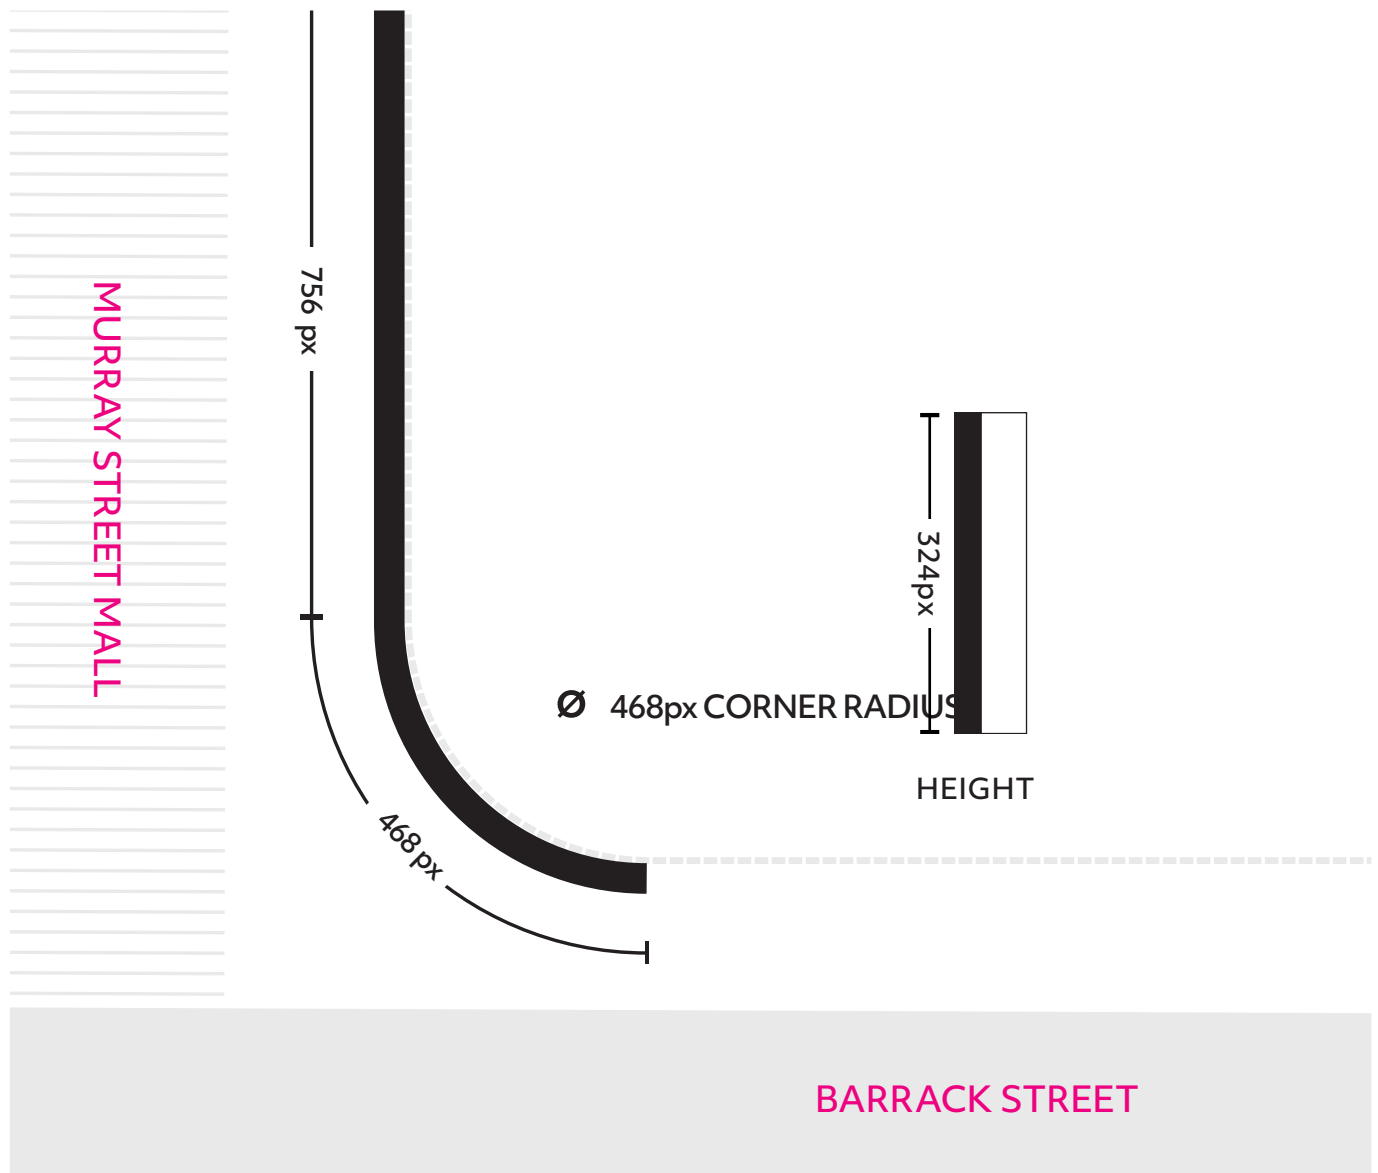 MURRAY STREET MALL
756 px
468 px
Ø 468px CORNER RADIUS
324px
HEIGHT
BARRACK STREET